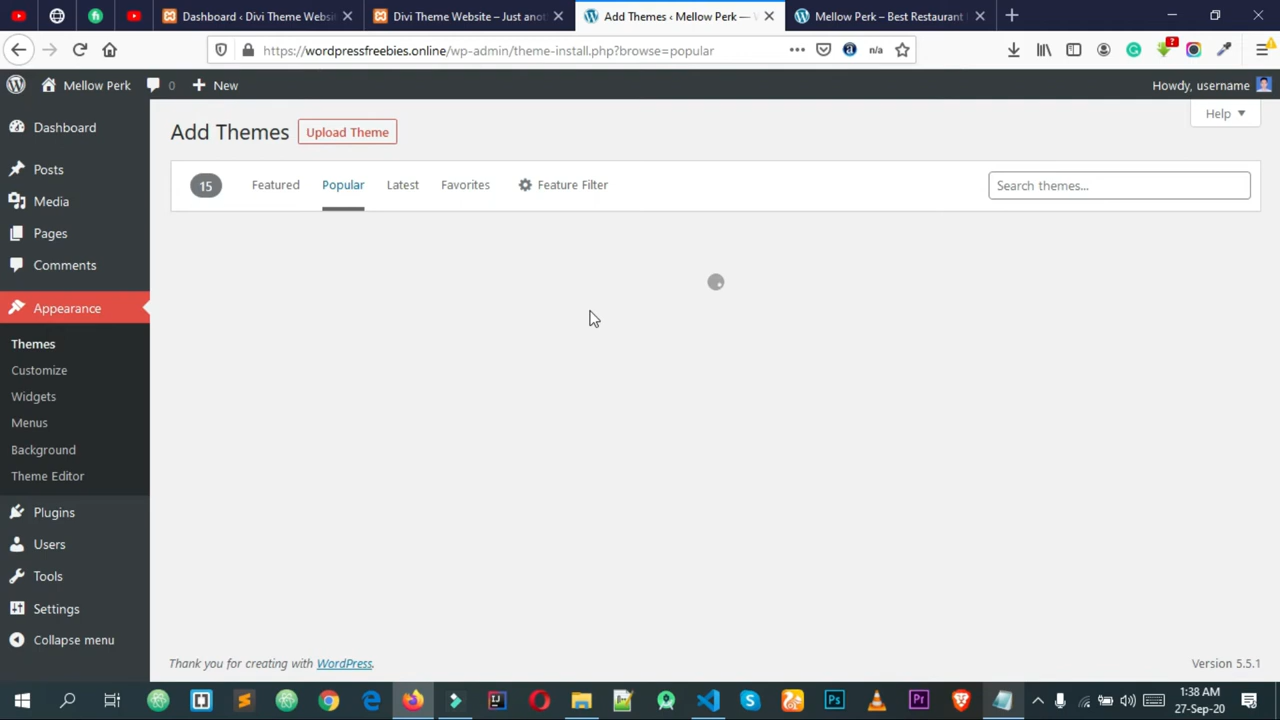 Dashboard ‹ Divi Theme Websi
Divi Theme Website – Just anot
Add Themes ‹ Mellow Perk — W
Mellow Perk – Best Restaurant
https://wordpressfreebies.online/wp-admin/theme-install.php?browse=popular
n/a
?
Mellow Perk
0
New
Howdy, username
Dashboard
Posts
Media
Pages
Comments
Appearance
Themes
Customize
Widgets
Menus
Background
Theme Editor
Plugins
Users
Tools
Settings
Collapse menu
Help
Add Themes
Upload Theme
15
Featured
Popular
Latest
Favorites
Feature Filter
Search themes...
Thank you for creating with WordPress.
Version 5.5.1
1:38 AM
27-Sep-20